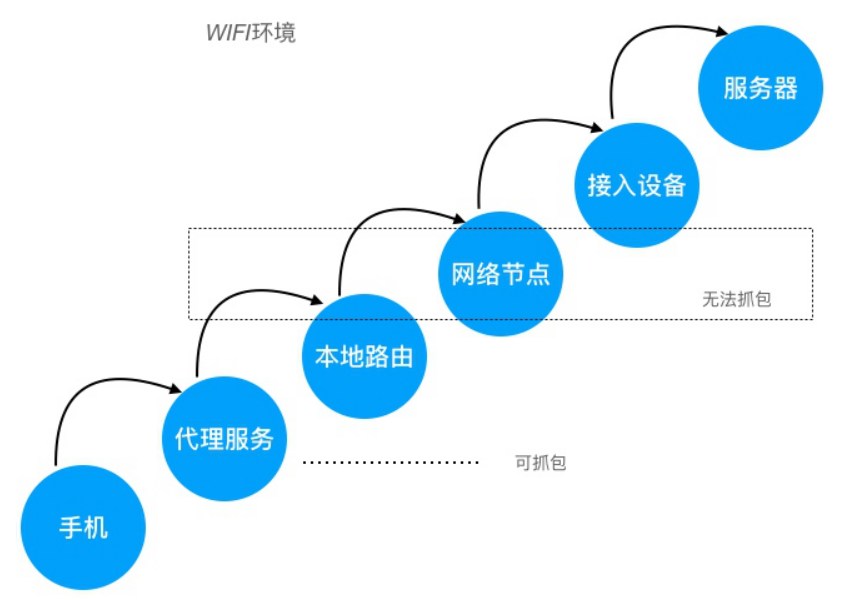 WIFI环境
服务器
接入设备
网络节点
无法抓包
本地路由
代理服务
可抓包
手机